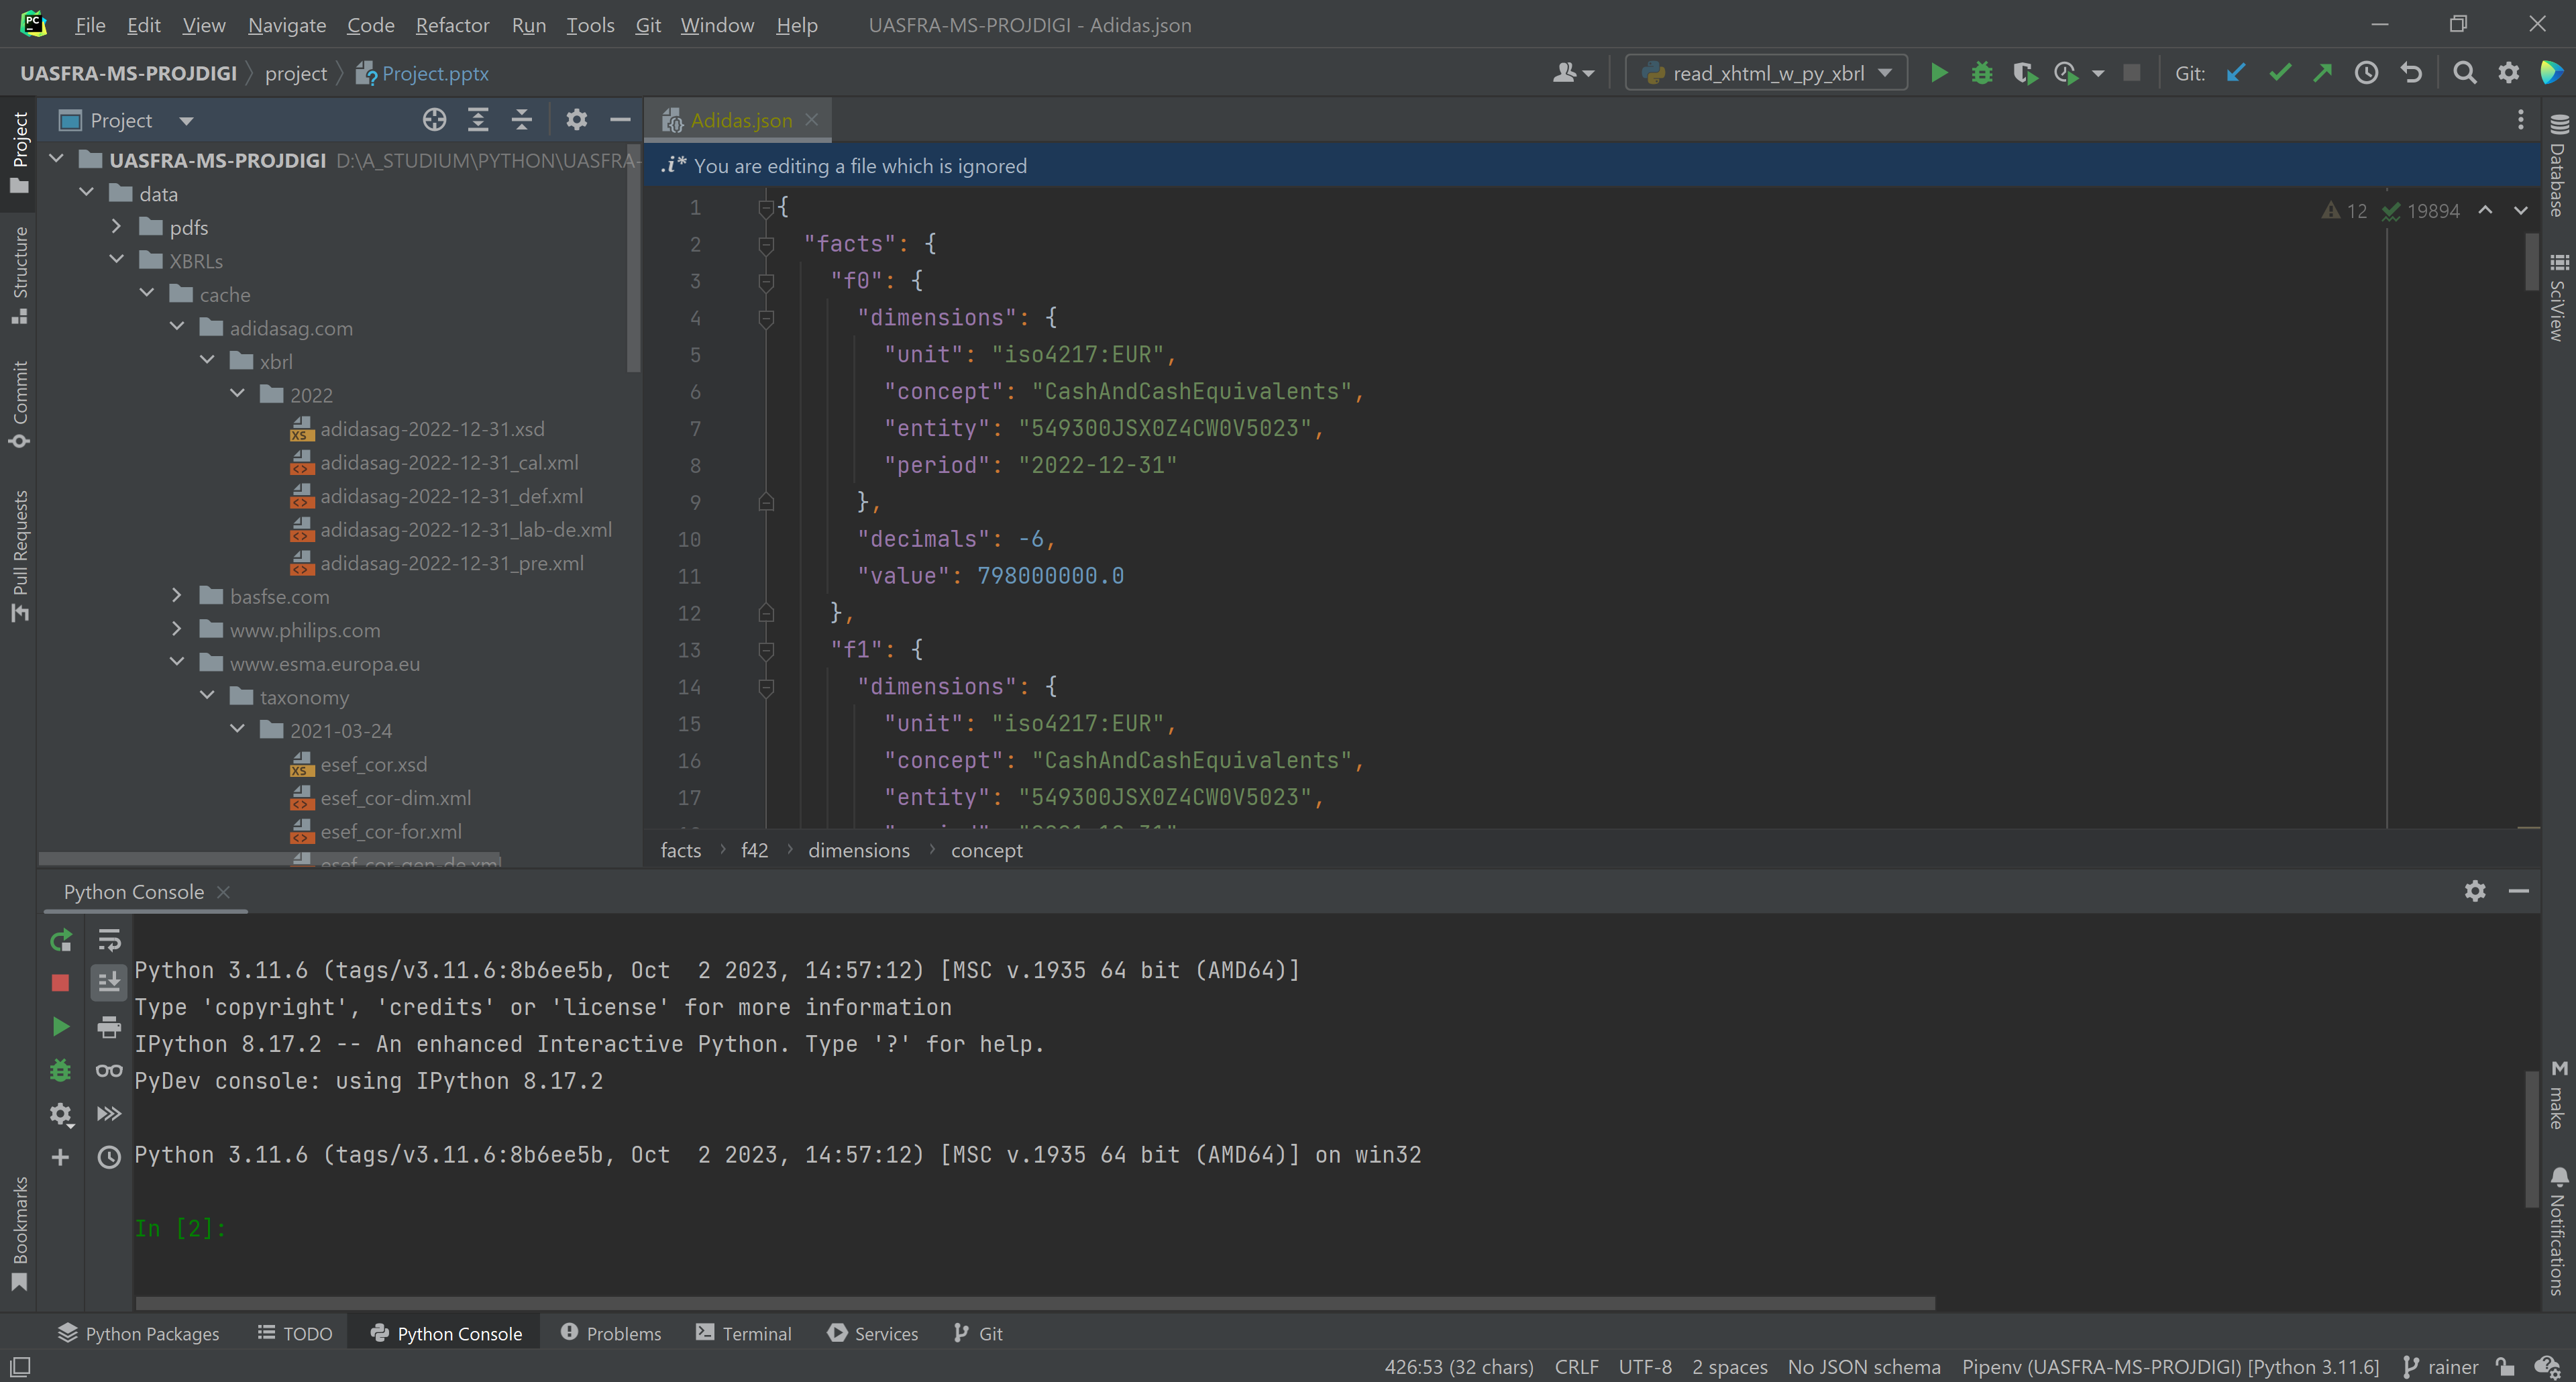 PC File Edit View Navigate Code Refactor Run Tools Git Window Help UASFRA-MS-PROJDIGI - Adidas.json
UASFRA-MS-PROJDIGI project Project.pptx read_xhtml_w_py_xbrl Git:
Project
Adidas.json
UASFRA-MS-PROJDIGI D:\A_STUDIUM\PYTHON\UASFRA-
data
pdfs
XBRLs
cache
adidasag.com
xbrl
2022
adidasag-2022-12-31.xsd
adidasag-2022-12-31_cal.xml
adidasag-2022-12-31_def.xml
adidasag-2022-12-31_lab-de.xml
adidasag-2022-12-31_pre.xml
basfse.com
www.philips.com
www.esma.europa.eu
taxonomy
2021-03-24
esef_cor.xsd
esef_cor-dim.xml
esef_cor-for.xml
esef_cor-gen-de.xml
Project
Structure
Commit
Pull Requests
Bookmarks
.i* You are editing a file which is ignored
12 19894
1 {
2 "facts": {
3 "f0": {
4 "dimensions": {
5 "unit": "iso4217:EUR",
6 "concept": "CashAndCashEquivalents",
7 "entity": "549300JSX0Z4CW0V5023",
8 "period": "2022-12-31"
9 },
10 "decimals": -6,
11 "value": 798000000.0
12 },
13 "f1": {
14 "dimensions": {
15 "unit": "iso4217:EUR",
16 "concept": "CashAndCashEquivalents",
17 "entity": "549300JSX0Z4CW0V5023",
facts f42 dimensions concept
Database
SciView
make
Notifications
Python Console
Python 3.11.6 (tags/v3.11.6:8b6ee5b, Oct  2 2023, 14:57:12) [MSC v.1935 64 bit (AMD64)]
Type 'copyright', 'credits' or 'license' for more information
IPython 8.17.2 -- An enhanced Interactive Python. Type '?' for help.
PyDev console: using IPython 8.17.2
Python 3.11.6 (tags/v3.11.6:8b6ee5b, Oct  2 2023, 14:57:12) [MSC v.1935 64 bit (AMD64)] on win32
In [2]:
Python Packages TODO Python Console Problems Terminal Services Git
426:53 (32 chars) CRLF UTF-8 2 spaces No JSON schema Pipenv (UASFRA-MS-PROJDIGI) [Python 3.11.6] rainer